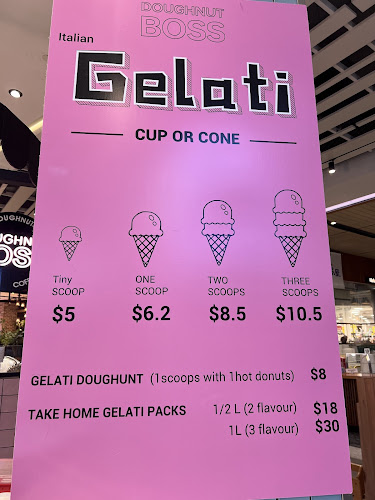 DOUGHNUT
BOSS
Italian
Gelati
CUP OR CONE
Tiny SCOOP
$5
ONE SCOOP
$6.2
TWO SCOOPS
$8.5
THREE SCOOPS
$10.5
GELATI DOUGHUNT (1scoops with 1hot donuts) $8
TAKE HOME GELATI PACKS 1/2 L (2 flavour) $18
1L (3 flavour) $30